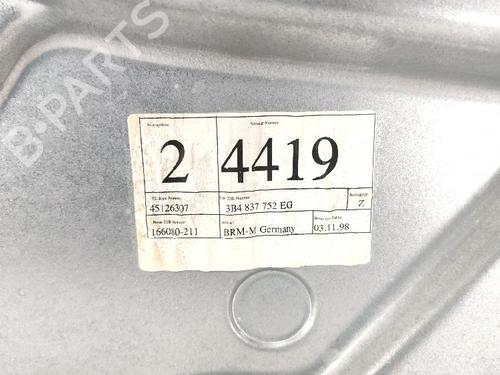 B-PARTS
2 4419
45126307 3B4 837 752 EG Z
166080-211 BRM-M Germany 03.11.98